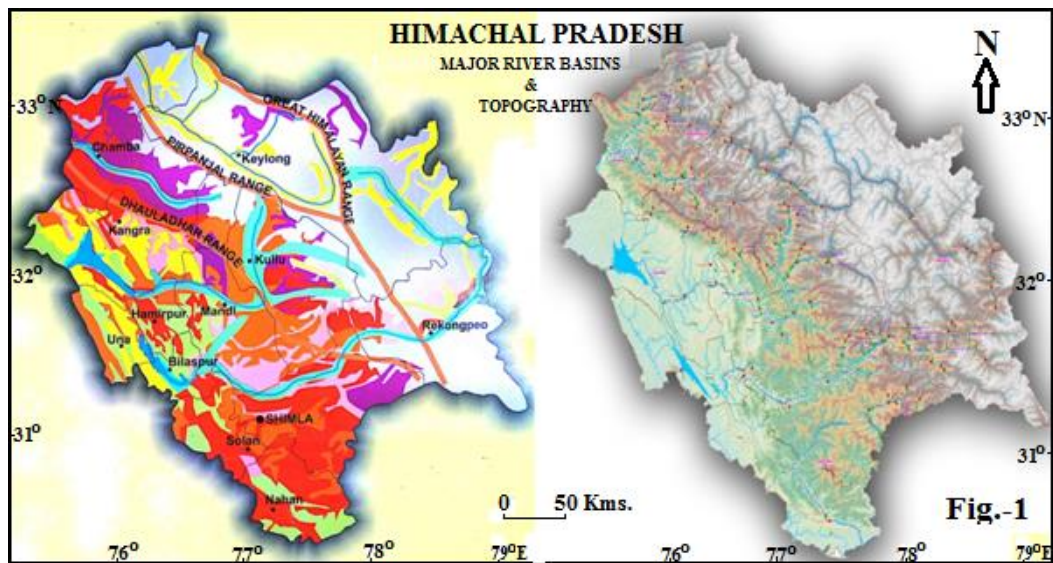 HIMACHAL PRADESH
MAJOR RIVER BASINS
&
TOPOGRAPHY
N
33° N
33° N
GREAT HIMALAYAN RANGE
PIRPANJAL RANGE
DHAULADHAR RANGE
Chamba
Keylong
Kangra
Kullu
32°
32°
Hamirpur
Mandi
Una
Bilaspur
Rekongpeo
31°
31°
SHIMLA
Solan
Nahan
0 50 Kms.
Fig.-1
76°
77°
78°
79°E
76°
77°
78°
79°E